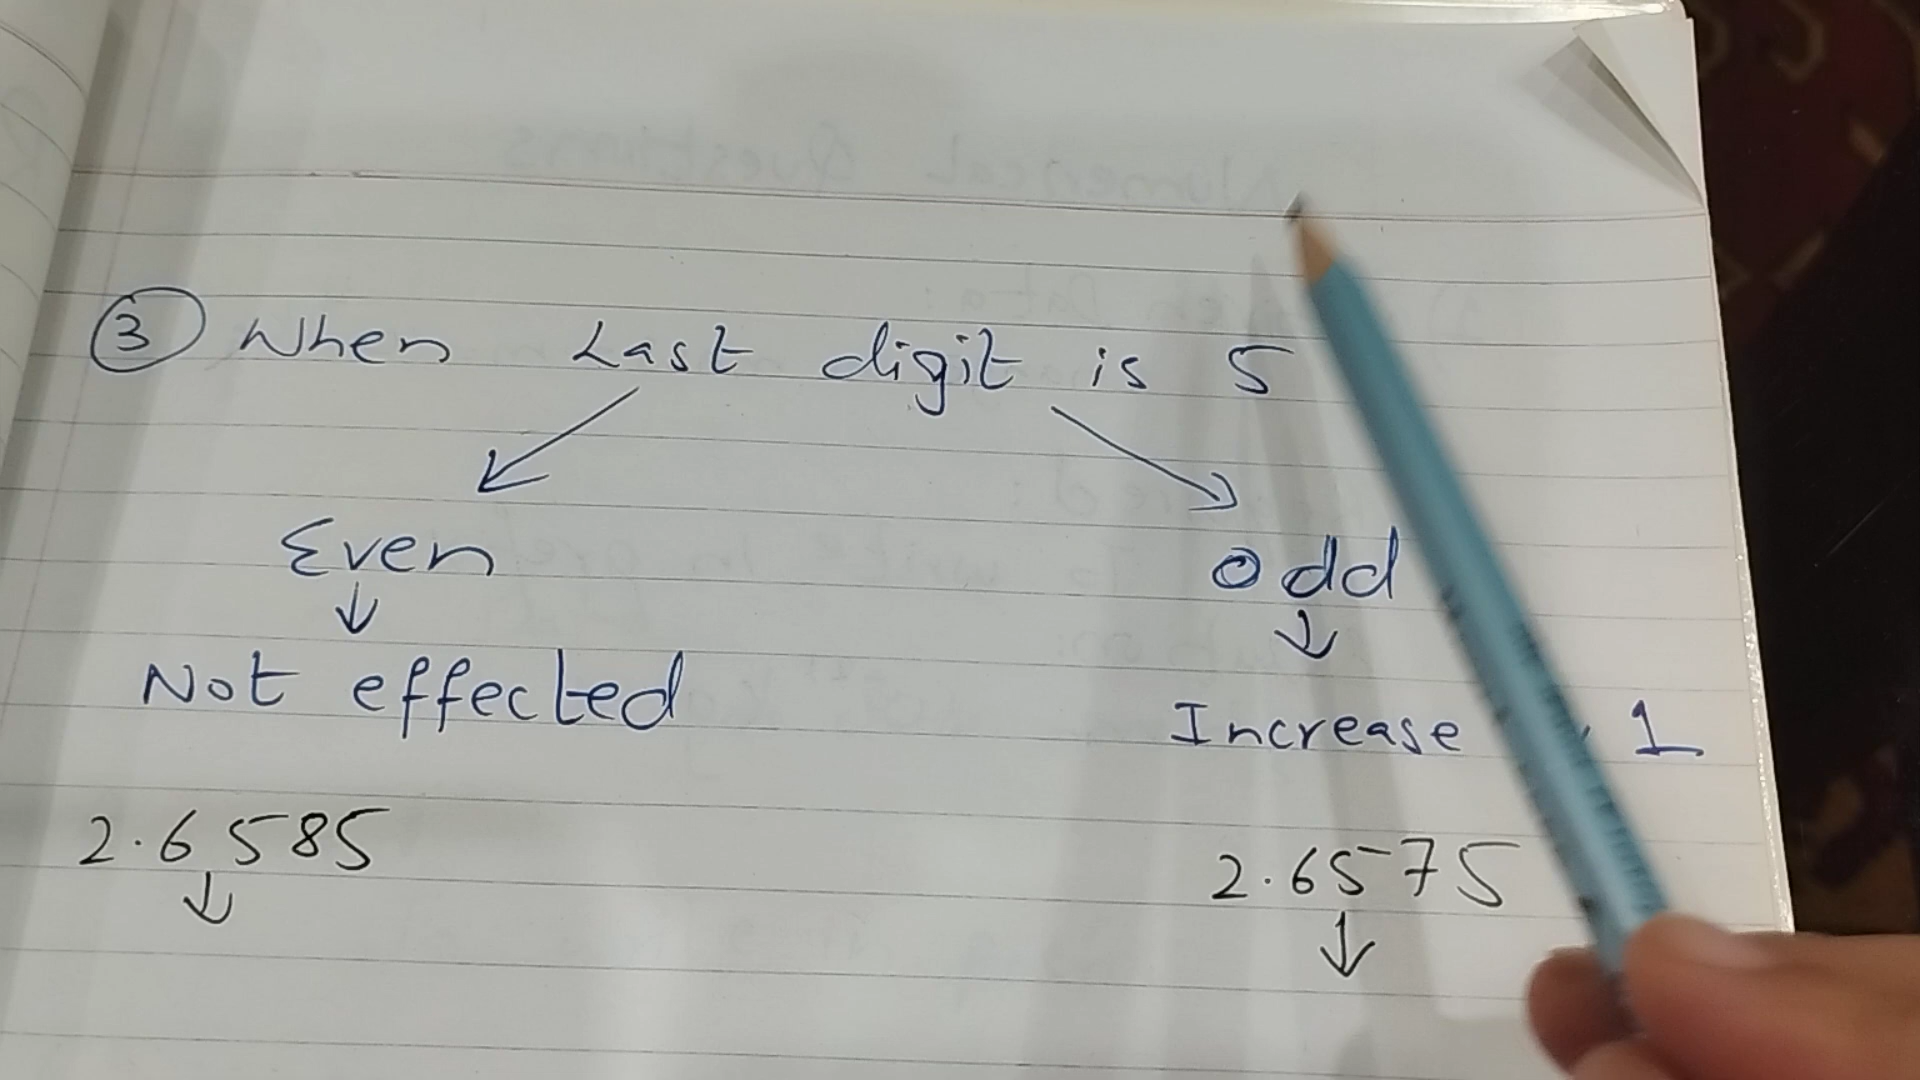 3 When Last digit is 5
Even Odd
Not effected Increase 1
2.6585 2.6575